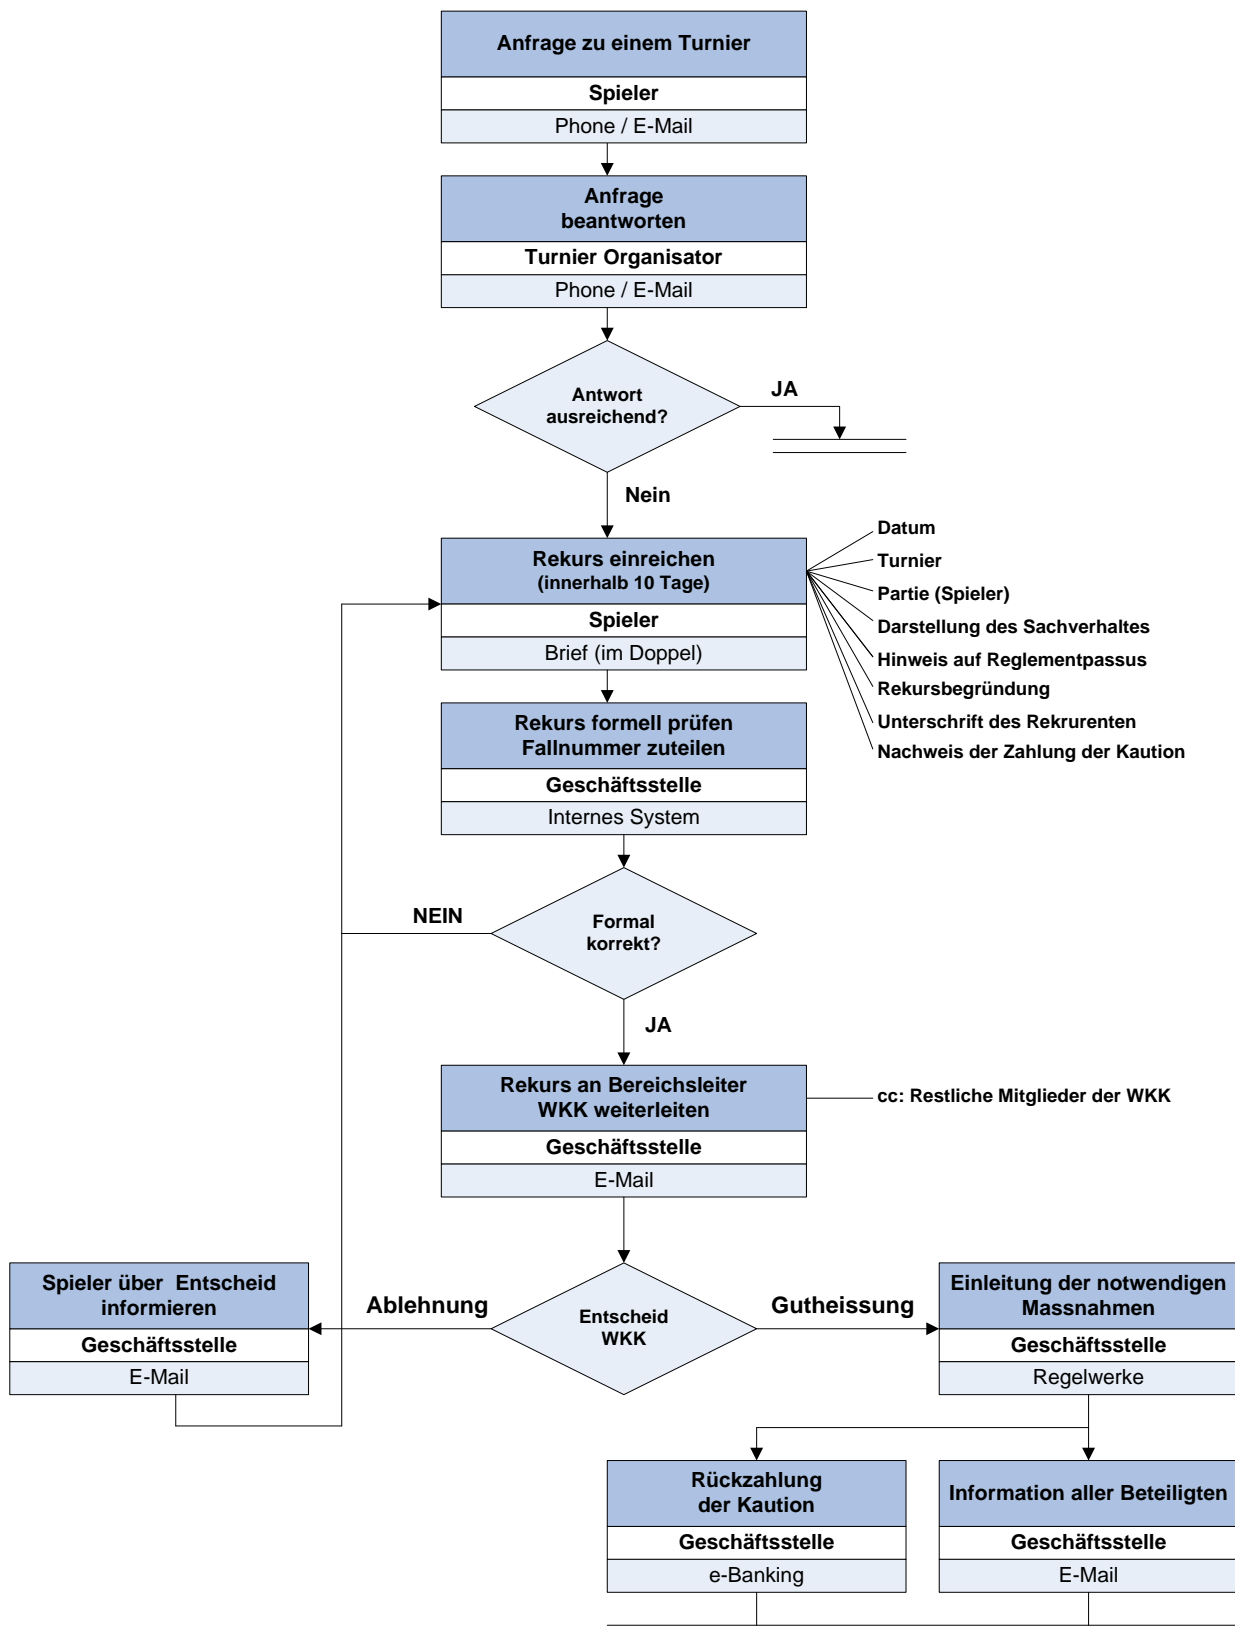 Anfrage zu einem Turnier
Spieler
Phone / E-Mail
Anfrage
beantworten
Turnier Organisator
Phone / E-Mail
Antwort
ausreichend?
JA
Nein
Rekurs einreichen
(innerhalb 10 Tage)
Spieler
Brief (im Doppel)
Datum
Turnier
Partie (Spieler)
Darstellung des Sachverhaltes
Hinweis auf Reglementpassus
Rekursbegründung
Unterschrift des Rekrurenten
Nachweis der Zahlung der Kaution
Rekurs formell prüfen
Fallnummer zuteilen
Geschäftsstelle
Internes System
NEIN
Formal
korrekt?
JA
Rekurs an Bereichsleiter
WKK weiterleiten
Geschäftsstelle
E-Mail
cc: Restliche Mitglieder der WKK
Spieler über Entscheid
informieren
Geschäftsstelle
E-Mail
Ablehnung
Entscheid
WKK
Gutheissung
Einleitung der notwendigen
Massnahmen
Geschäftsstelle
Regelwerke
Rückzahlung
der Kaution
Geschäftsstelle
e-Banking
Information aller Beteiligten
Geschäftsstelle
E-Mail